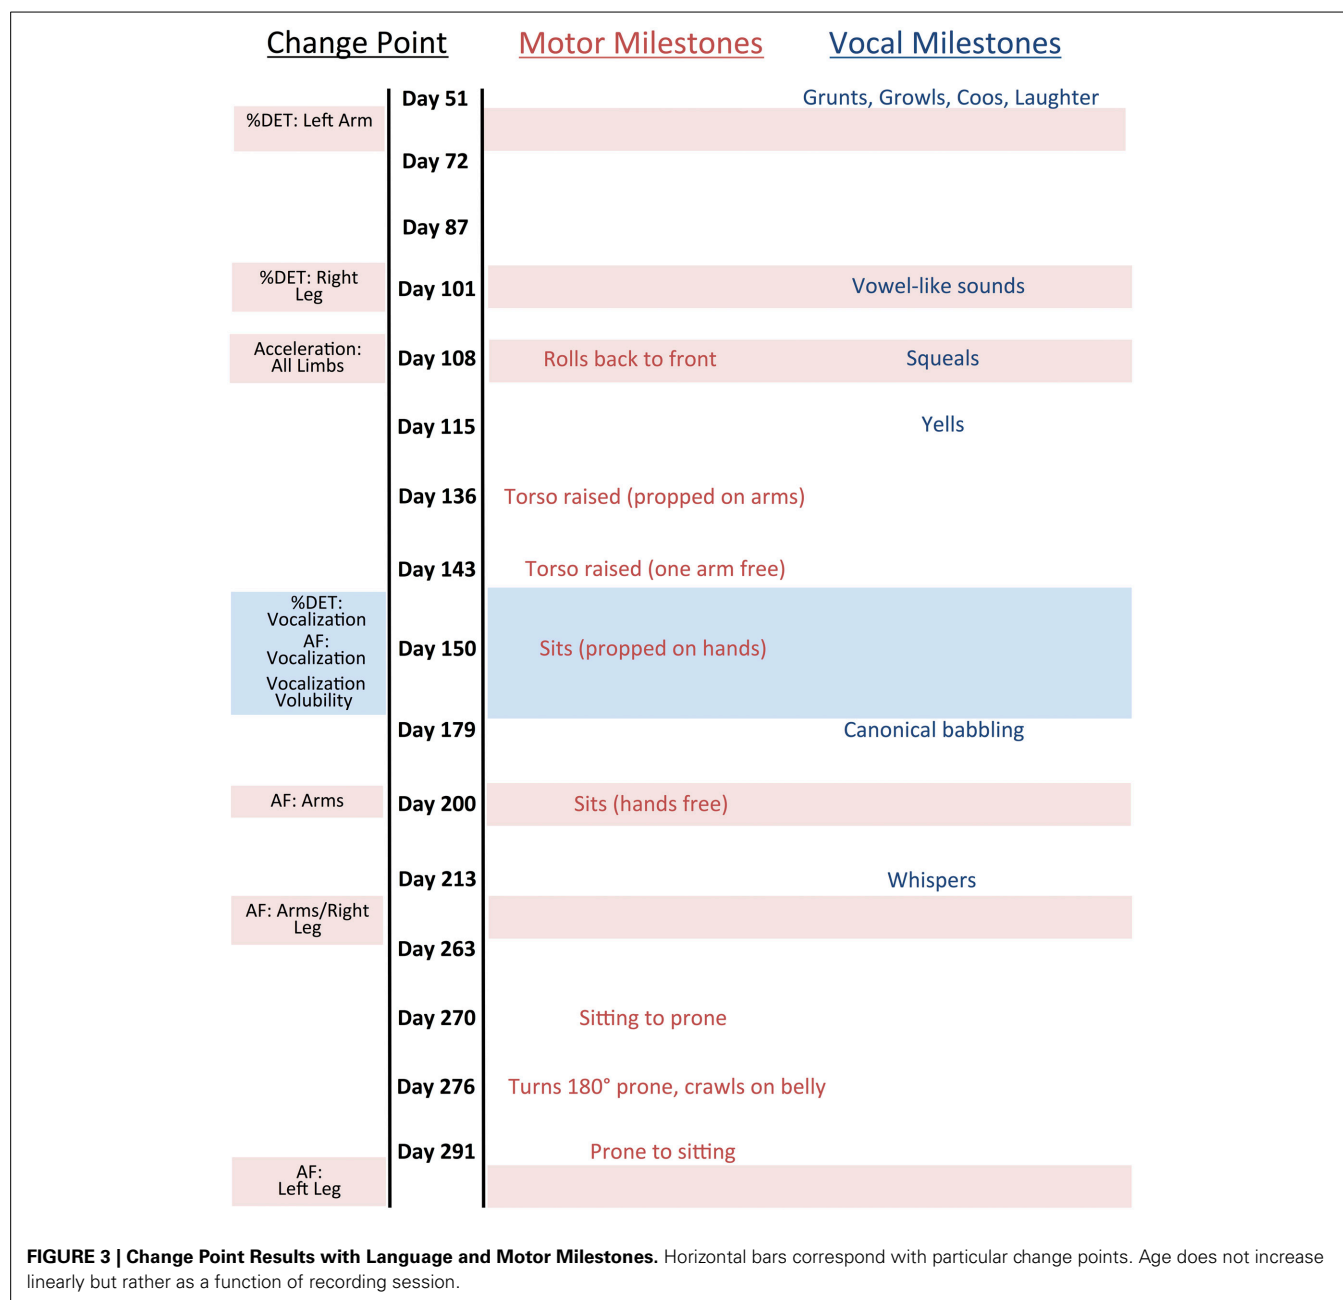 Change Point
Motor Milestones
Vocal Milestones
Day 51
Grunts, Growls, Coos, Laughter
%DET: Left Arm
Day 72
Day 87
%DET: Right
Leg
Day 101
Vowel-like sounds
Acceleration:
All Limbs
Day 108
Rolls back to front
Squeals
Day 115
Yells
Day 136
Torso raised (propped on arms)
Day 143
Torso raised (one arm free)
%DET:
Vocalization
AF:
Vocalization
Vocalization
Volubility
Day 150
Sits (propped on hands)
Day 179
Canonical babbling
AF: Arms
Day 200
Sits (hands free)
Day 213
Whispers
AF: Arms/Right
Leg
Day 263
Day 270
Sitting to prone
Day 276
Turns 180° prone, crawls on belly
Day 291
Prone to sitting
AF:
Left Leg
FIGURE 3 | Change Point Results with Language and Motor Milestones. Horizontal bars correspond with particular change points. Age does not increase
linearly but rather as a function of recording session.